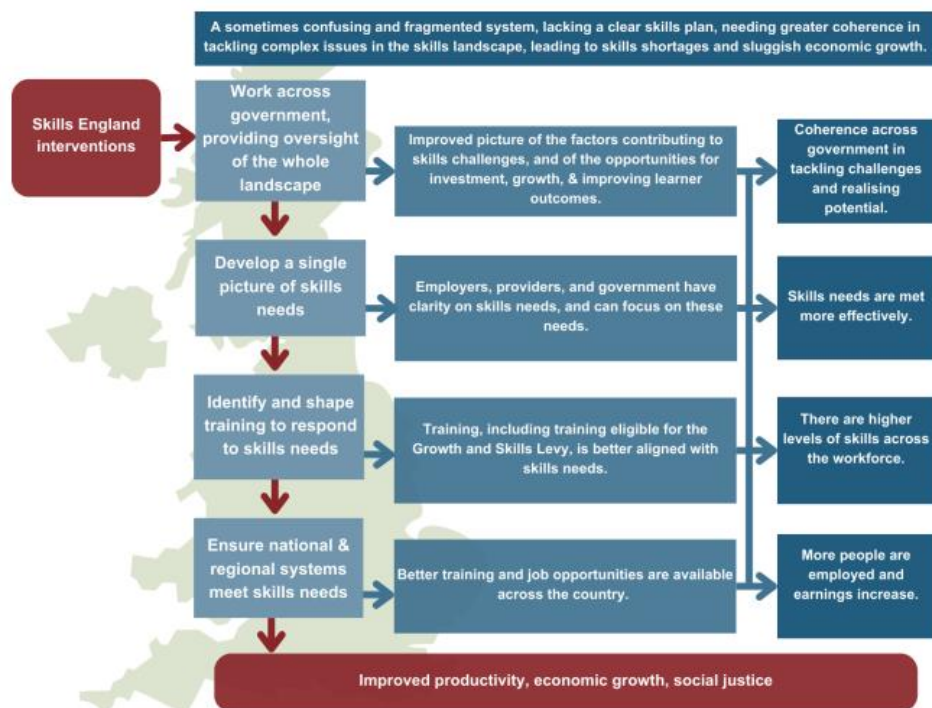 A sometimes confusing and fragmented system, lacking a clear skills plan, needing greater coherence in
tackling complex issues in the skills landscape, leading to skills shortages and sluggish economic growth.
Skills England
interventions
Work across
government,
providing oversight
of the whole
landscape
Improved picture of the factors contributing to
skills challenges, and of the opportunities for
investment, growth, & improving learner
outcomes.
Coherence across
government in
tackling challenges
and realising
potential.
Develop a single
picture of skills
needs
Employers, providers, and government have
clarity on skills needs, and can focus on these
needs.
Skills needs are met
more effectively.
Identify and shape
training to respond
to skills needs
Training, including training eligible for the
Growth and Skills Levy, is better aligned with
skills needs.
There are higher
levels of skills across
the workforce.
Ensure national &
regional systems
meet skills needs
Better training and job opportunities are available
across the country.
More people are
employed and
earnings increase.
Improved productivity, economic growth, social justice